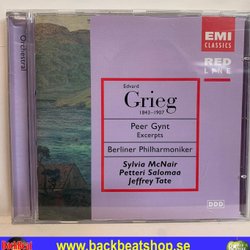 Orchestral
EMI
CLASSICS
RED
LINE
Edvard
Grieg
1843-1907
Peer Gynt
Excerpts
Berliner Philharmoniker
Sylvia McNair
Petteri Salomaa
Jeffrey Tate
DDD
www.backbeatshop.se